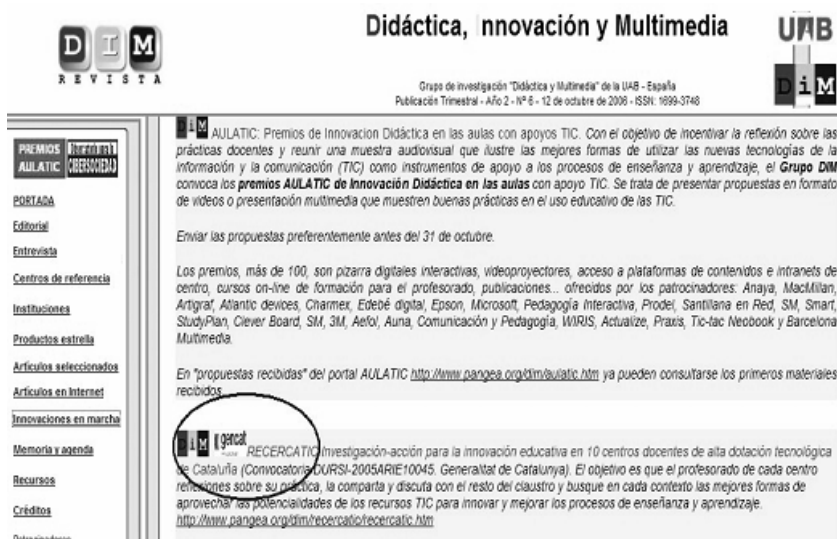 D I M
REVISTA
Didáctica, Innovación y Multimedia
UAB
DiM
Grupo de investigación "Didáctica y Multimedia" de la UAB - España
Publicación Trimestral - Año 2 - Nº 6 - 12 de octubre de 2006 - ISSN: 1699-3748
PREMIOS
AULATIC
CIBERSOCIEDAD
PORTADA
Editorial
Entrevista
Centros de referencia
Instituciones
Productos estrella
Artículos seleccionados
Artículos en Internet
Innovaciones en marcha
Memoria y agenda
Recursos
Créditos
Patrocinadores
DiM AULATIC: Premios de Innovacion Didáctica en las aulas con apoyos TIC. Con el objetivo de incentivar la reflexión sobre las
prácticas docentes y reunir una muestra audiovisual que ilustre las mejores formas de utilizar las nuevas tecnologías de la
información y la comunicación (TIC) como instrumentos de apoyo a los procesos de enseñanza y aprendizaje, el Grupo DIM
convoca los premios AULATIC de Innovación Didáctica en las aulas con apoyo TIC. Se trata de presentar propuestas en formato
de videos o presentación multimedia que muestren buenas prácticas en el uso educativo de las TIC.
Enviar las propuestas preferentemente antes del 31 de octubre.
Los premios, más de 100, son pizarra digitales interactivas, videoproyectores, acceso a plataformas de contenidos e intranets de
centro, cursos on-line de formación para el profesorado, publicaciones... ofrecidos por los patrocinadores: Anaya, MacMillan,
Artigraf, Atlantic devices, Charmex, Edebé digital, Epson, Microsoft, Pedagogía Interactiva, Prodel, Santillana en Red, SM, Smart,
StudyPlan, Clever Board, SM, 3M, Aefol, Auna, Comunicación y Pedagogía, WIRIS, Actualize, Praxis, Tic-tac Neobook y Barcelona
Multimedia.
En "propuestas recibidas" del portal AULATIC http://www.pangea.org/dim/aulatic.htm ya pueden consultarse los primeros materiales
recibidos.
DiM gencat RECERCATIC Investigación-acción para la innovación educativa en 10 centros docentes de alta dotación tecnológica
de Cataluña (Convocatoria DURSI-2005ARIE10045. Generalitat de Catalunya). El objetivo es que el profesorado de cada centro
reflexiones sobre su práctica, la comparta y discuta con el resto del claustro y busque en cada contexto las mejores formas de
aprovechar las potencialidades de los recursos TIC para innovar y mejorar los procesos de enseñanza y aprendizaje.
http://www.pangea.org/dim/recercatic/recercatic.htm